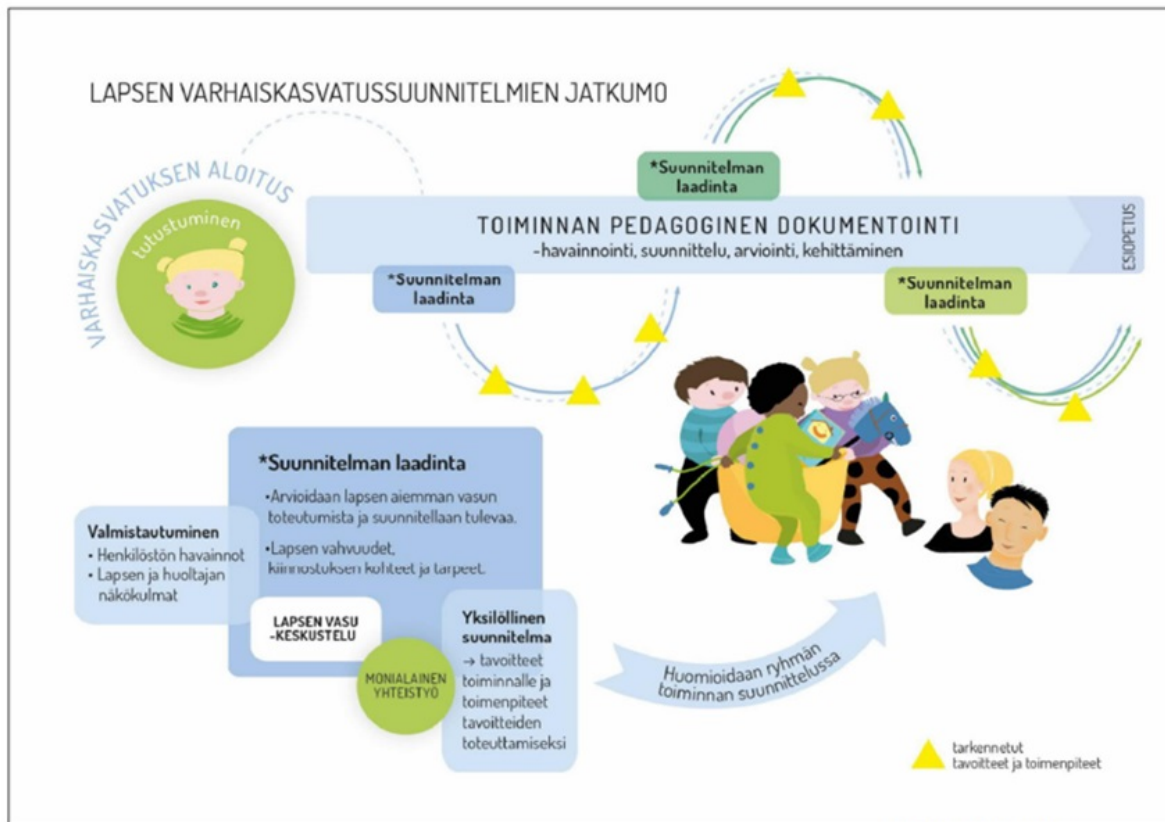 LAPSEN VARHAISKASVATUSSUUNNITELMIEN JATKUMO
VARHAISKASVATUKSEN ALOITUS
tutustuminen
*Suunnitelman
laadinta
TOIMINNAN PEDAGOGINEN DOKUMENTOINTI
-havainnointi, suunnittelu, arviointi, kehittäminen
ESIOPETUS
*Suunnitelman
laadinta
*Suunnitelman
laadinta
*Suunnitelman laadinta
•Arvioidaan lapsen aiemman vasun
toteutumista ja suunnitellaan tulevaa.
•Lapsen vahvuudet,
kiinnostuksen kohteet ja tarpeet.
Valmistautuminen
• Henkilöstön havainnot
• Lapsen ja huoltajan
näkökulmat
LAPSEN VASU
-KESKUSTELU
MONIALAINEN
YHTEISTYÖ
Yksilöllinen
suunnitelma
→ tavoitteet
toiminnalle ja
toimenpiteet
tavoitteiden
toteuttamiseksi
Huomioidaan ryhmän
toiminnan suunnittelussa
tarkennetut
tavoitteet ja toimenpiteet